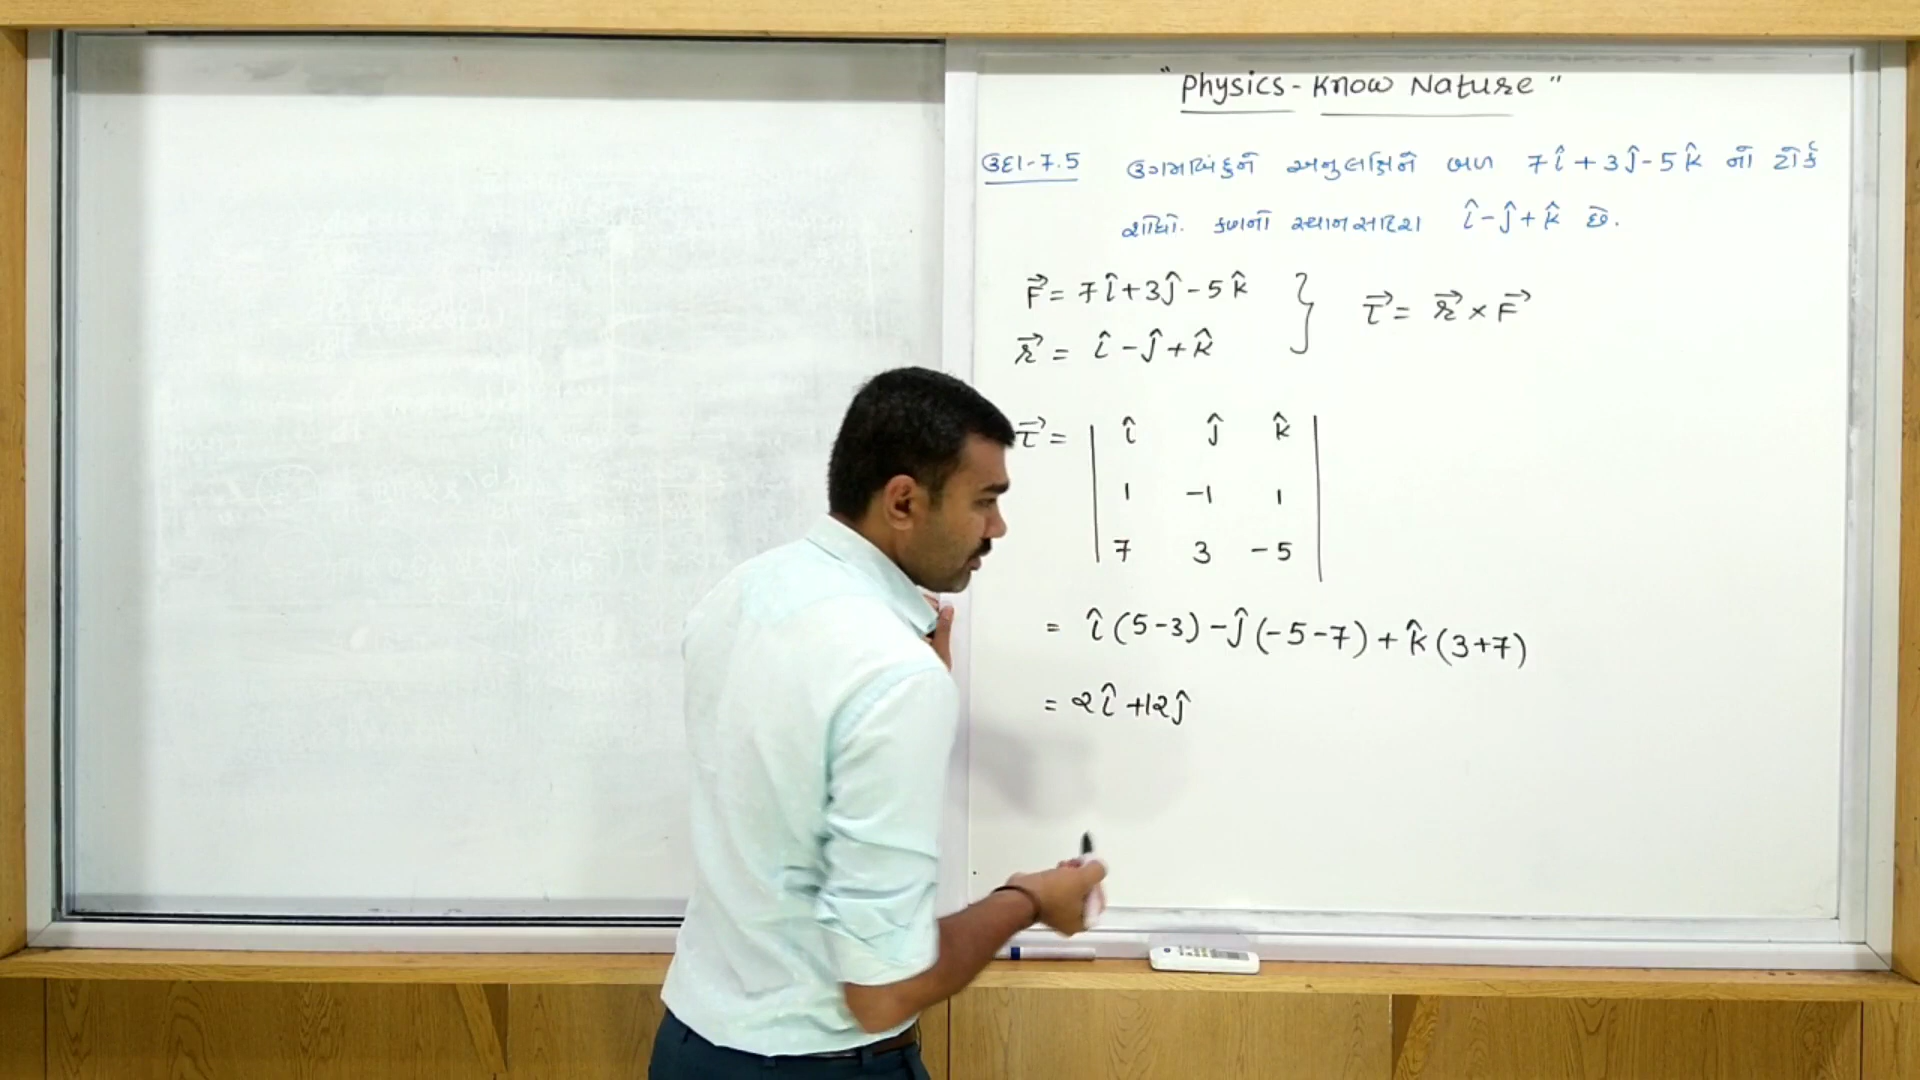 "Physics - Know Nature"
ઉદા-7.5 ઉગમબિંદુને અનુલક્ષીને બળ 7î + 3ĵ - 5k̂ નો ટોર્ક
શોધો. કણનો સ્થાન સદિશ î - ĵ + k̂ છે.
F⃗ = 7î + 3ĵ - 5k̂ } τ⃗ = r⃗ × F⃗
r⃗ = î - ĵ + k̂
τ⃗ = | î ĵ k̂ |
1 -1 1
7 3 -5
= î (5-3) - ĵ (-5-7) + k̂ (3+7)
= 2î + 12ĵ